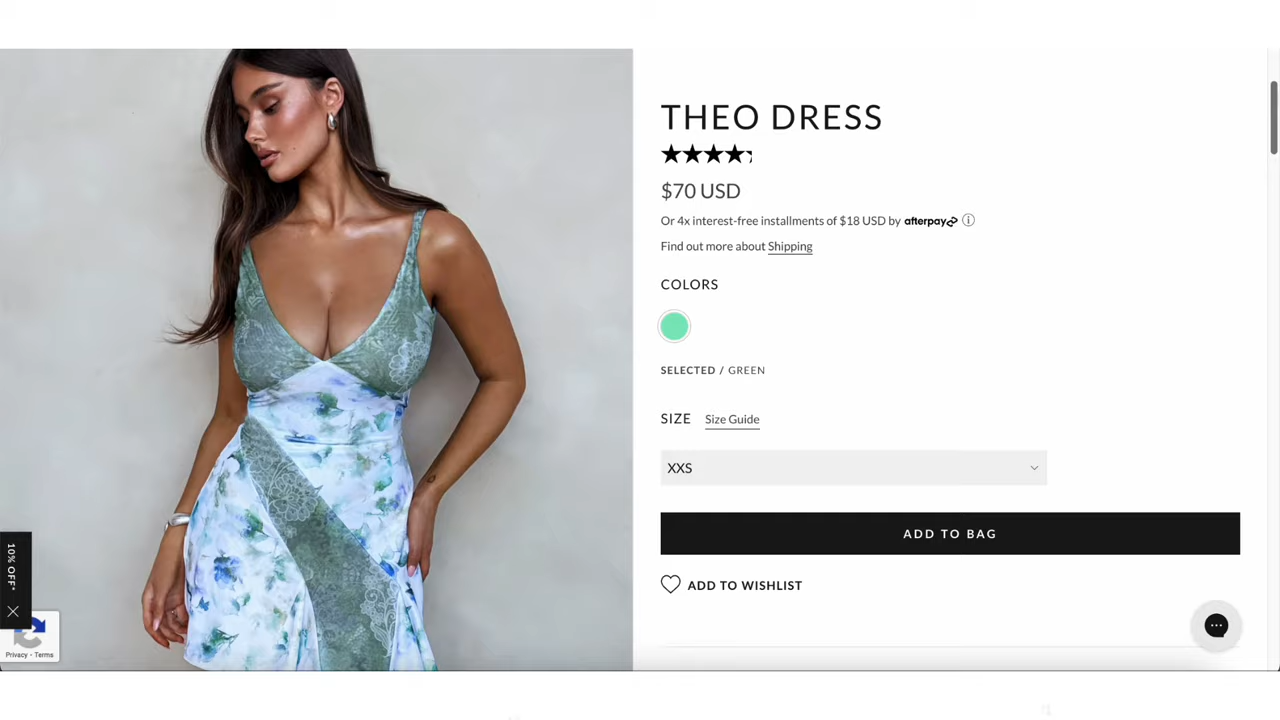 THEO DRESS
$70 USD
Or 4x interest-free installments of $18 USD by afterpay
Find out more about Shipping
COLORS
SELECTED / GREEN
SIZE Size Guide
XXS
ADD TO BAG
ADD TO WISHLIST
10% OFF*
Privacy - Terms